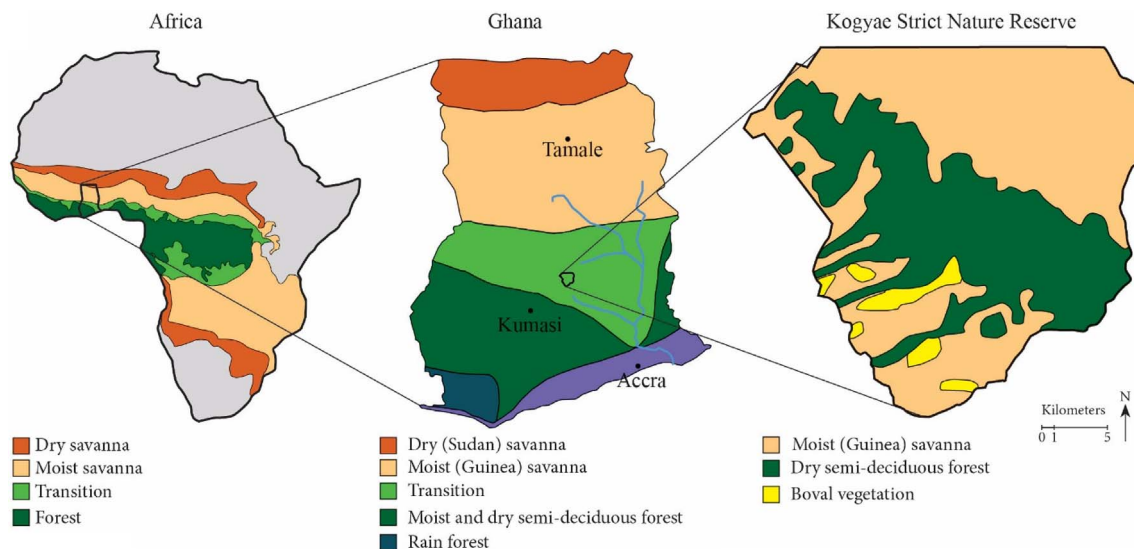 Africa
Ghana
Kogyae Strict Nature Reserve
Tamale
Kumasi
Accra
Dry savanna
Moist savanna
Transition
Forest
Dry (Sudan) savanna
Moist (Guinea) savanna
Transition
Moist and dry semi-deciduous forest
Rain forest
Moist (Guinea) savanna
Dry semi-deciduous forest
Boval vegetation
Kilometers
0 1 5
N